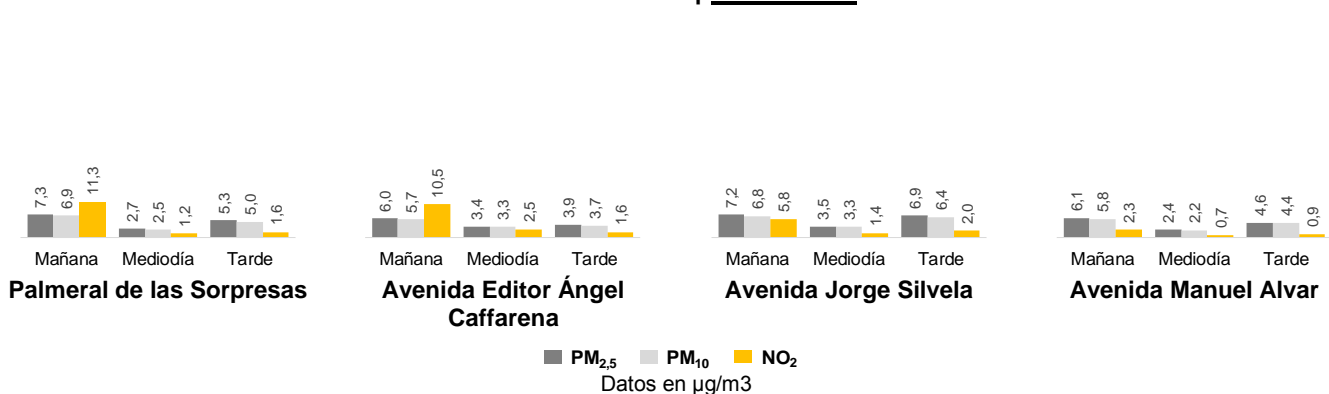 7,3 6,9 11,3 2,7 2,5 1,2 5,3 5,0 1,6
Mañana Mediodía Tarde
Palmeral de las Sorpresas
6,0 5,7 10,5 3,4 3,3 2,5 3,9 3,7 1,6
Mañana Mediodía Tarde
Avenida Editor Ángel
Caffarena
7,2 6,8 5,8 3,5 3,3 1,4 6,9 6,4 2,0
Mañana Mediodía Tarde
Avenida Jorge Silvela
6,1 5,8 2,3 2,4 2,2 0,7 4,6 4,4 0,9
Mañana Mediodía Tarde
Avenida Manuel Alvar
PM2,5 PM10 NO2
Datos en µg/m3